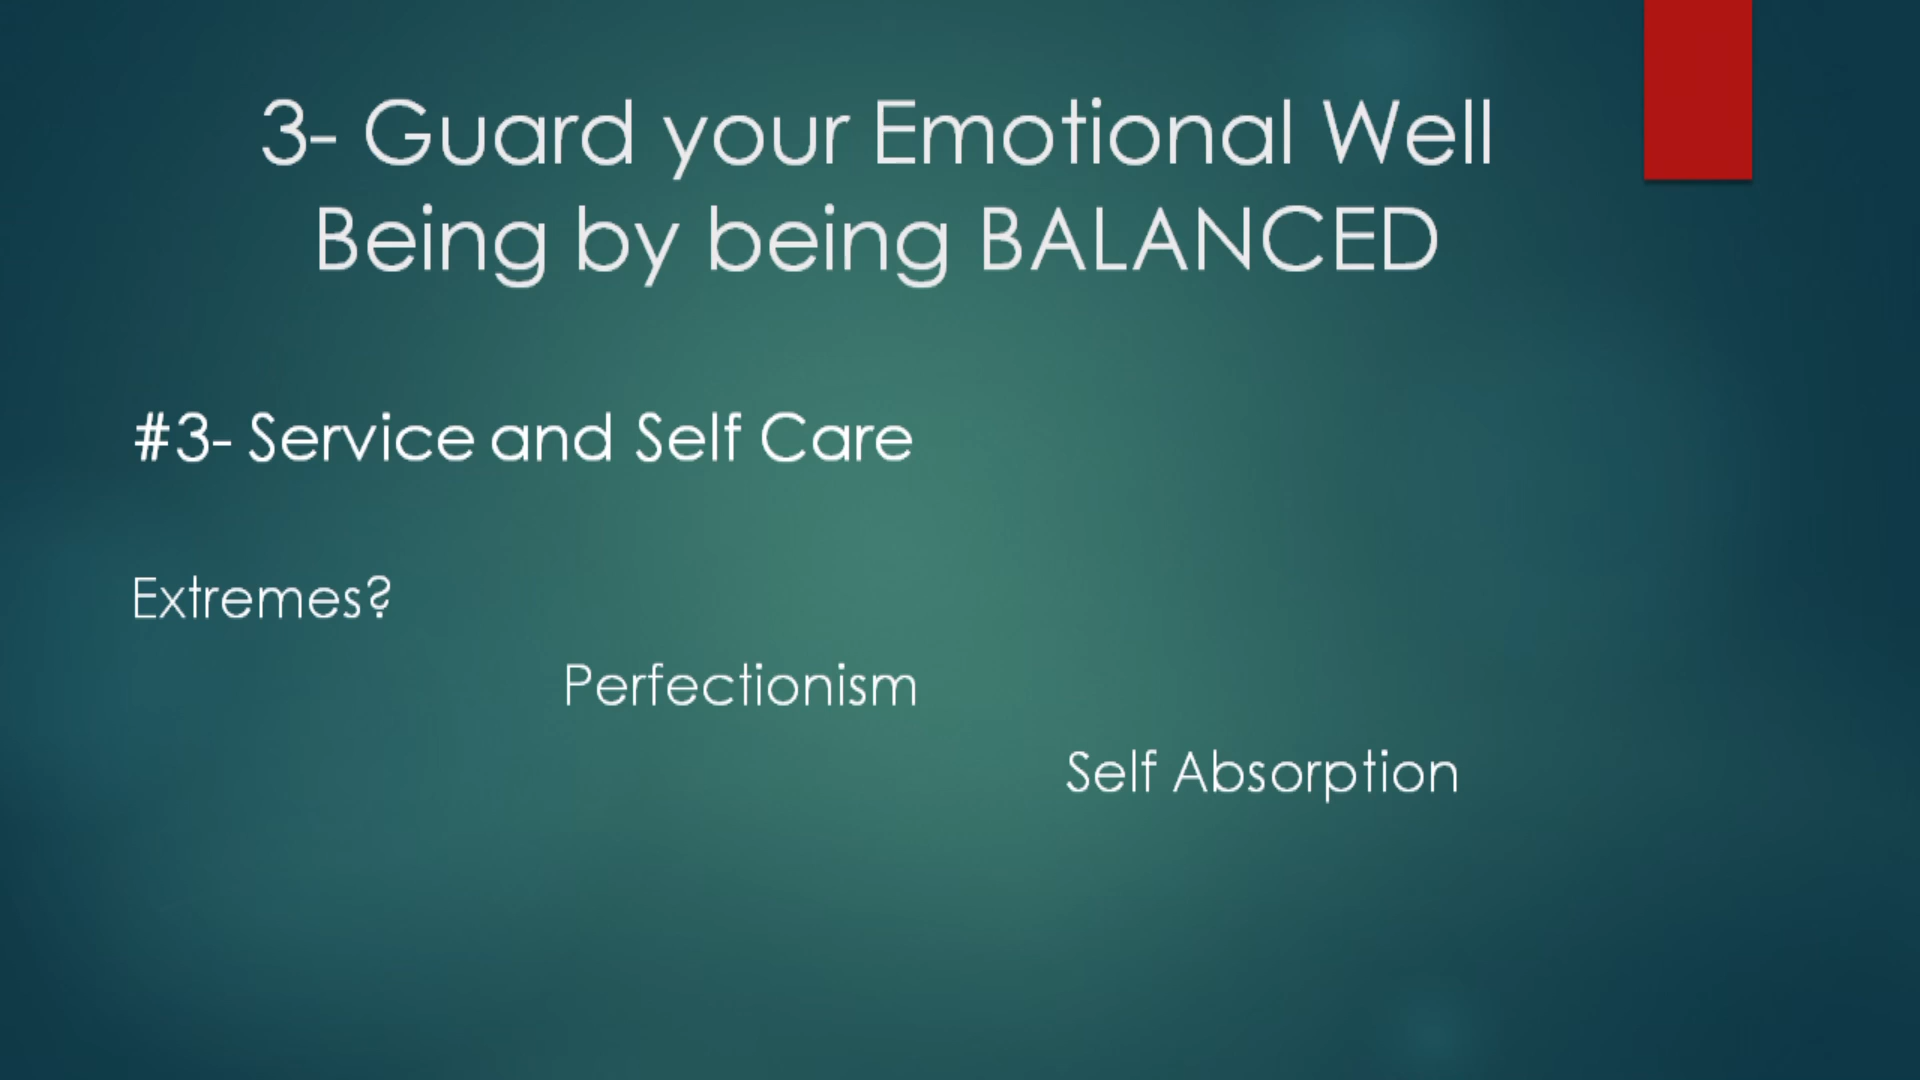 3- Guard your Emotional Well
Being by being BALANCED
#3- Service and Self Care
Extremes?
Perfectionism
Self Absorption